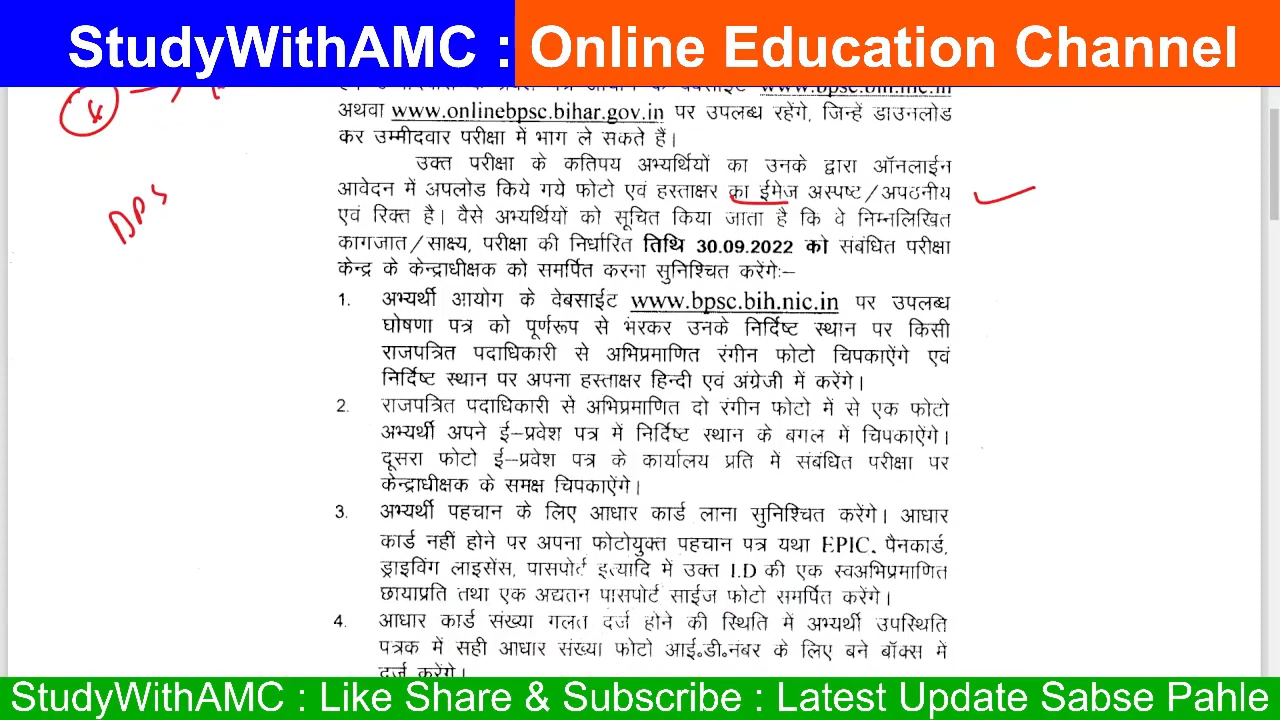 StudyWithAMC : Online Education Channel
www.bpsc.bih.nic.in
अथवा www.onlinebpsc.bihar.gov.in पर उपलब्ध रहेंगे, जिन्हें डाउनलोड
कर उम्मीदवार परीक्षा में भाग ले सकते हैं।
उक्त परीक्षा के कतिपय अभ्यर्थियों का उनके द्वारा ऑनलाईन
आवेदन में अपलोड किये गये फोटो एवं हस्ताक्षर का ईमेज अस्पष्ट/अपठनीय
एवं रिक्त है। वैसे अभ्यर्थियों को सूचित किया जाता है कि वे निम्नलिखित
कागजात/साक्ष्य, परीक्षा की निर्धारित तिथि 30.09.2022 को संबंधित परीक्षा
केन्द्र के केन्द्राधीक्षक को समर्पित करना सुनिश्चित करेंगेः–
1. अभ्यर्थी आयोग के वेबसाईट www.bpsc.bih.nic.in पर उपलब्ध
घोषणा पत्र को पूर्णरूप से भरकर उनके निर्दिष्ट स्थान पर किसी
राजपत्रित पदाधिकारी से अभिप्रमाणित रंगीन फोटो चिपकाऐंगे एवं
निर्दिष्ट स्थान पर अपना हस्ताक्षर हिन्दी एवं अंग्रेजी में करेंगे।
2. राजपत्रित पदाधिकारी से अभिप्रमाणित दो रंगीन फोटो में से एक फोटो
अभ्यर्थी अपने ई–प्रवेश पत्र में निर्दिष्ट स्थान के बगल में चिपकाऐंगे।
दूसरा फोटो ई–प्रवेश पत्र के कार्यालय प्रति में संबंधित परीक्षा पर
केन्द्राधीक्षक के समक्ष चिपकाऐंगे।
3. अभ्यर्थी पहचान के लिए आधार कार्ड लाना सुनिश्चित करेंगे। आधार
कार्ड नहीं होने पर अपना फोटोयुक्त पहचान पत्र यथा EPIC, पैनकार्ड,
ड्राइविंग लाइसेंस, पासपोर्ट इत्यादि में उक्त I.D की एक स्वअभिप्रमाणित
छायाप्रति तथा एक अद्यतन पासपोर्ट साईज फोटो समर्पित करेंगे।
4. आधार कार्ड संख्या गलत दर्ज होने की स्थिति में अभ्यर्थी उपस्थिति
पत्रक में सही आधार संख्या फोटो आई.डी.नंबर के लिए बने बॉक्स में
दर्ज करेंगे।
StudyWithAMC : Like Share & Subscribe : Latest Update Sabse Pahle